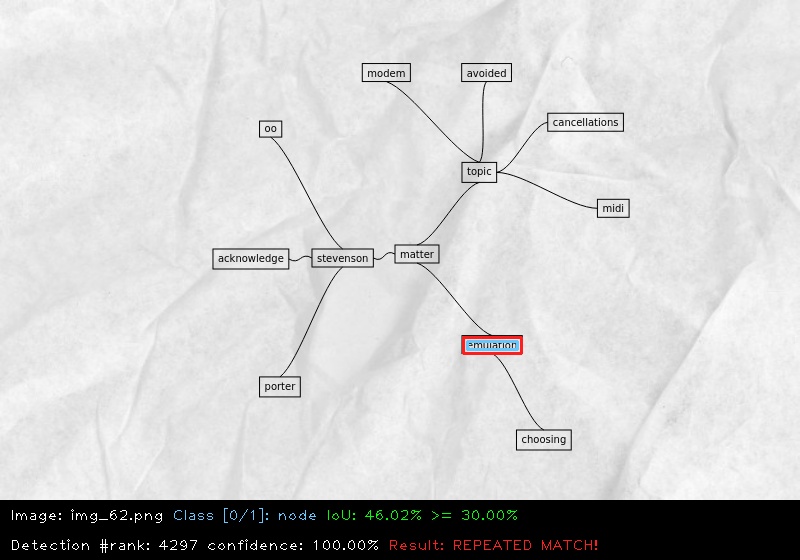 modem
avoided
cancellations
oo
topic
midi
acknowledge
stevenson
matter
emulation
porter
choosing
Image: img_62.png Class [0/1]: node IoU: 46.02% >= 30.00%
Detection #rank: 4297 confidence: 100.00% Result: REPEATED MATCH!